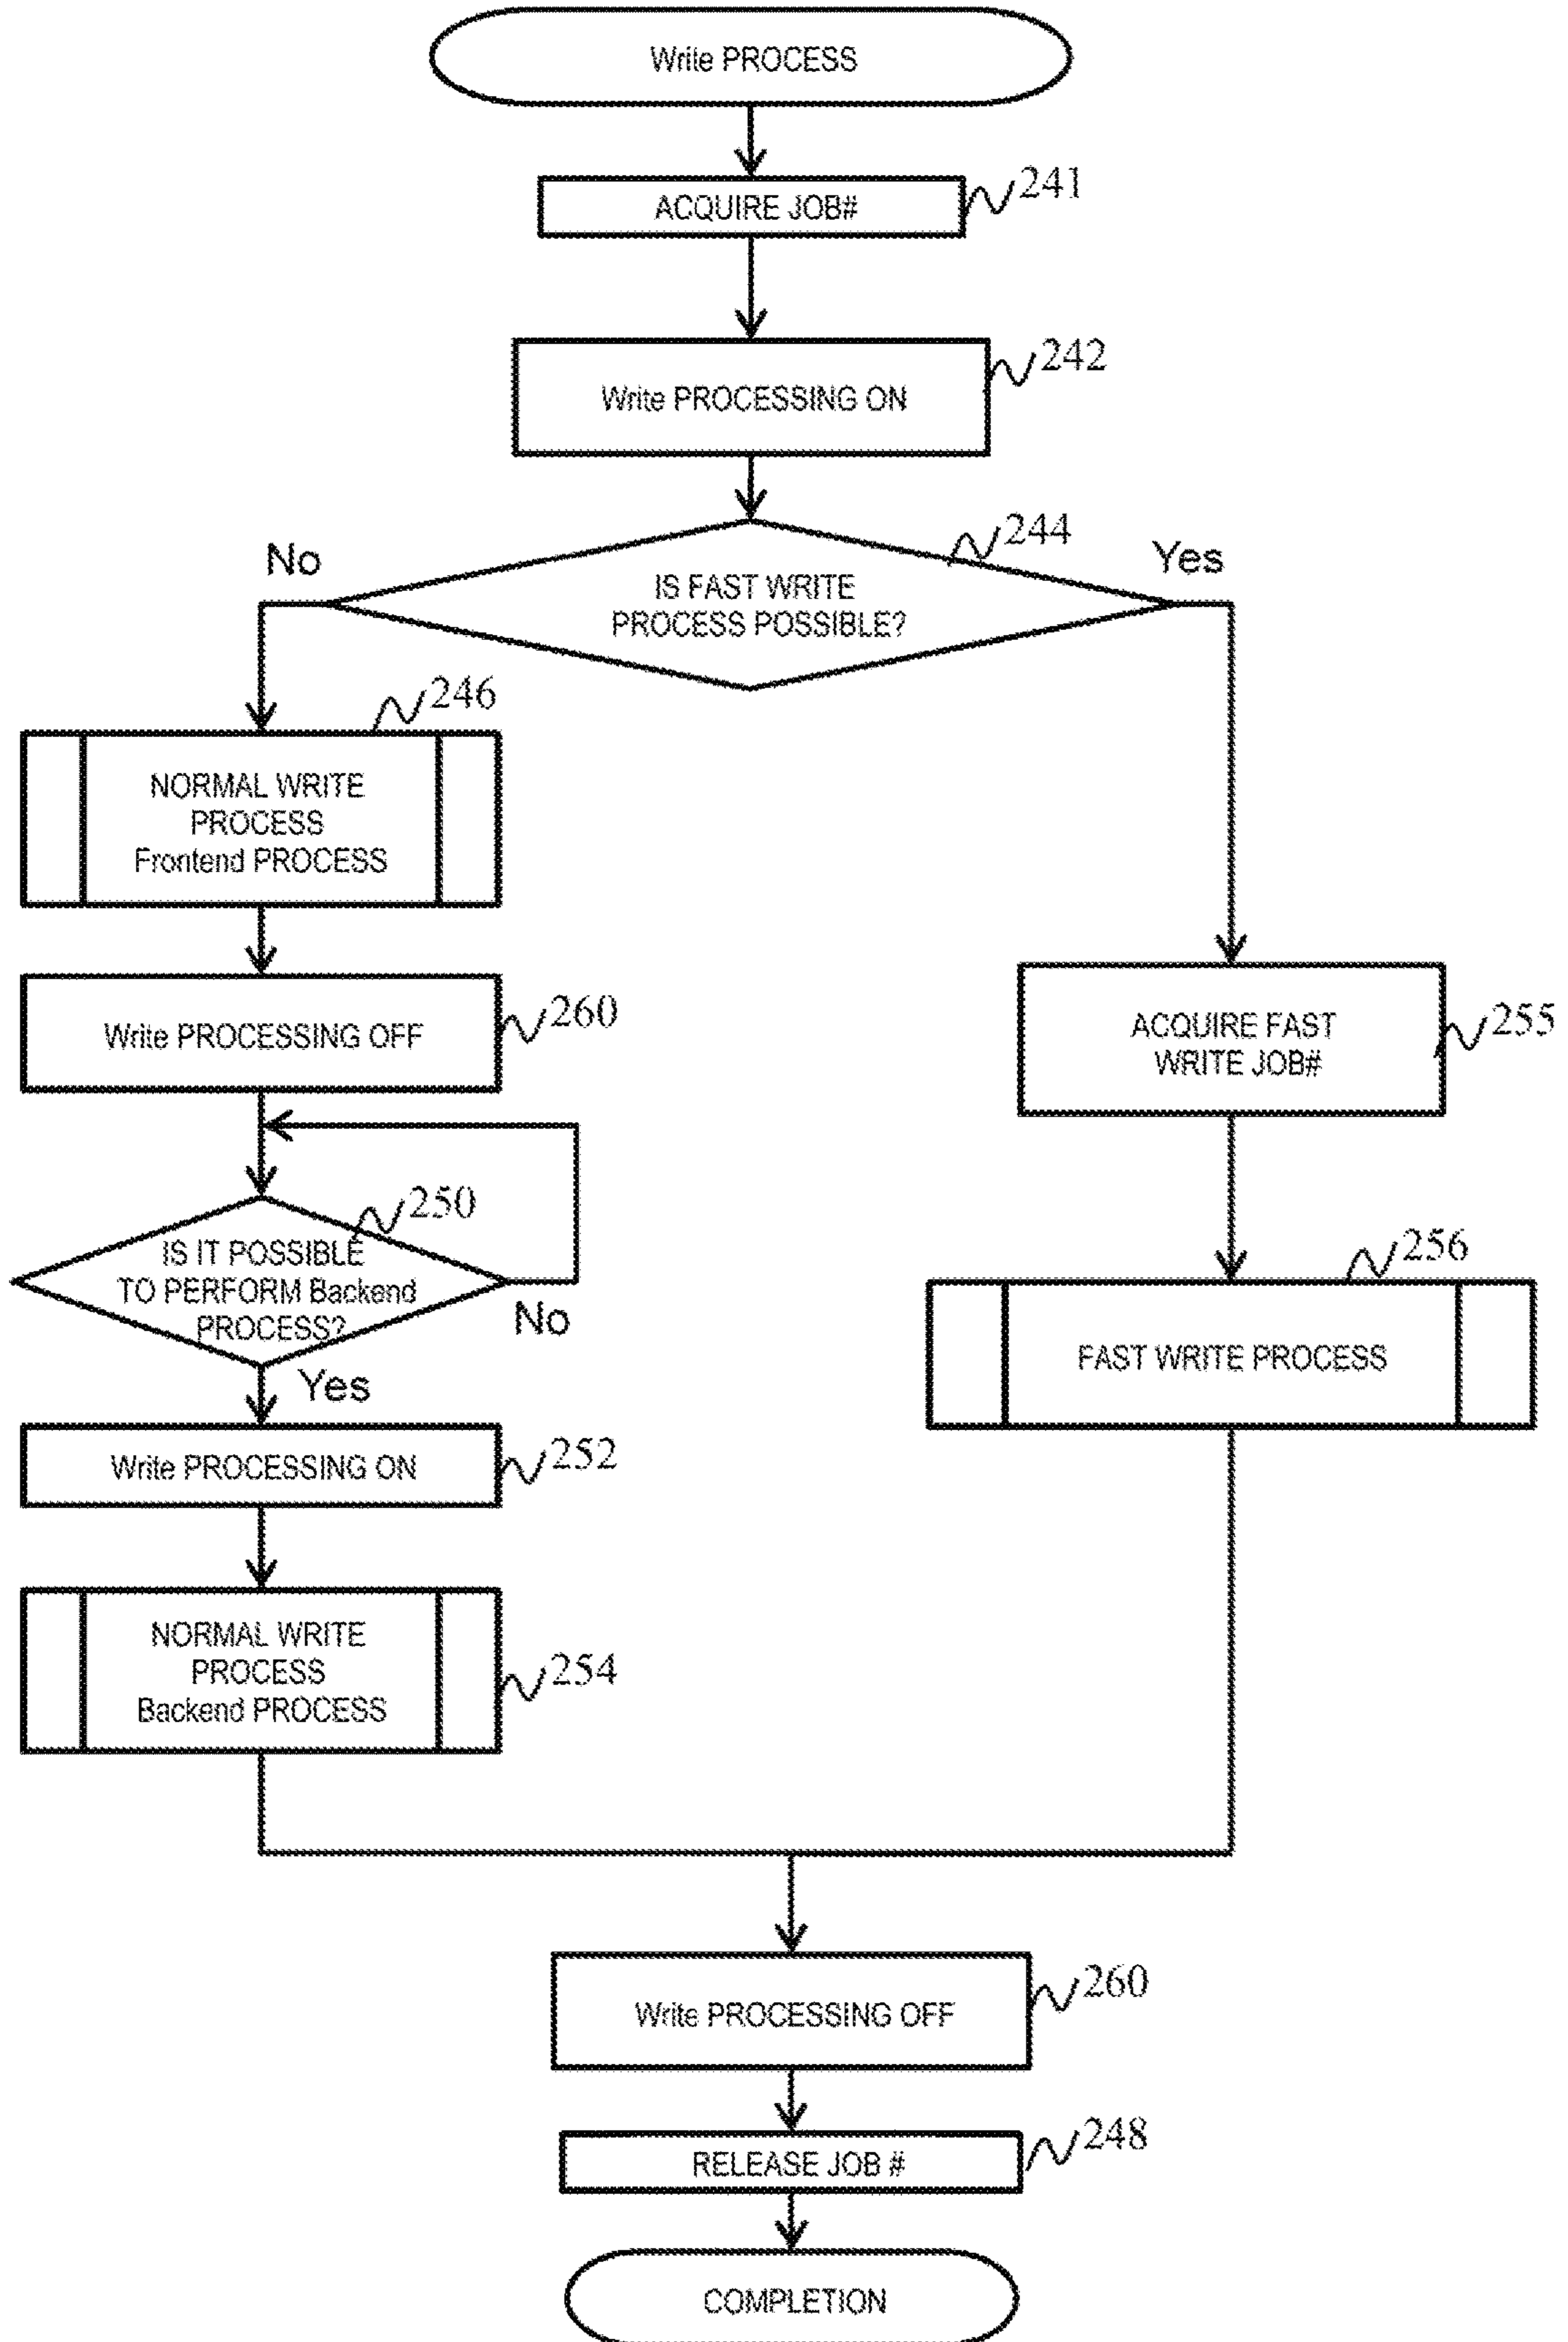 Write PROCESS
ACQUIRE JOB#
241
Write PROCESSING ON
242
244
No
Yes
IS FAST WRITE
PROCESS POSSIBLE?
246
NORMAL WRITE
PROCESS
Frontend PROCESS
Write PROCESSING OFF
260
ACQUIRE FAST
WRITE JOB#
255
250
IS IT POSSIBLE
TO PERFORM Backend
PROCESS?
No
Yes
256
FAST WRITE PROCESS
Write PROCESSING ON
252
NORMAL WRITE
PROCESS
Backend PROCESS
254
Write PROCESSING OFF
260
RELEASE JOB #
248
COMPLETION